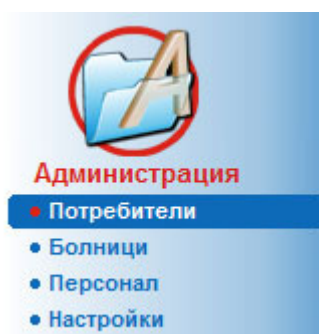 Администрация
Потребители
Болници
Персонал
Настройки